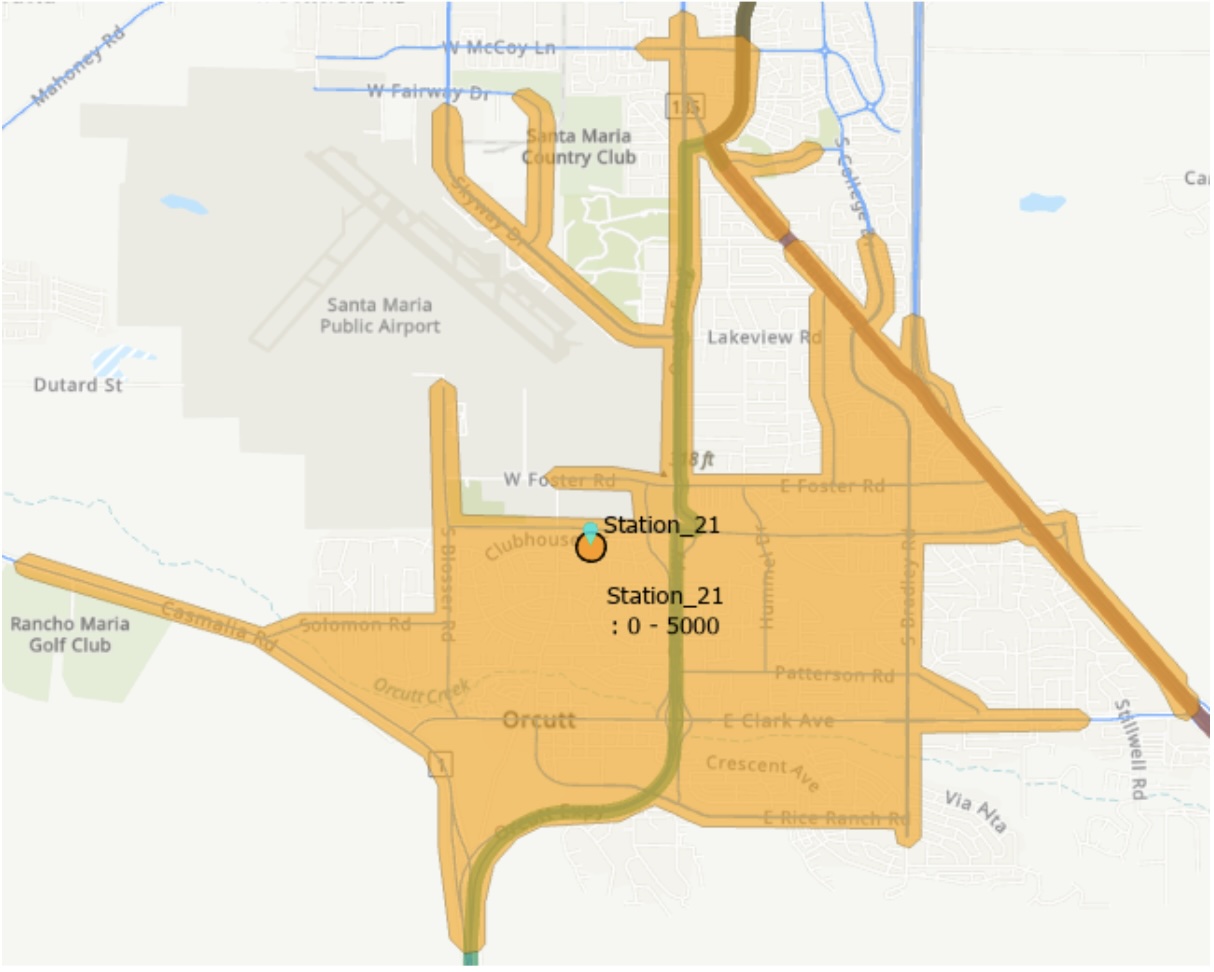 Mahoney Rd
W McCoy Ln
W Fairway Dr
135
Santa Maria
Country Club
S College Dr
Skyway Dr
Santa Maria
Public Airport
Lakeview Rd
Dutard St
W Foster Rd
E Foster Rd
Station_21
Clubhouse
S Blosser Rd
Hummel Dr
S Bradley Rd
Station_21
: 0 - 5000
Rancho Maria
Golf Club
Casmalia Rd
Solomon Rd
Orcutt Creek
Patterson Rd
Orcutt
E Clark Ave
Stillwell Rd
1
Crescent Ave
Via Alta
E Rice Ranch Rd